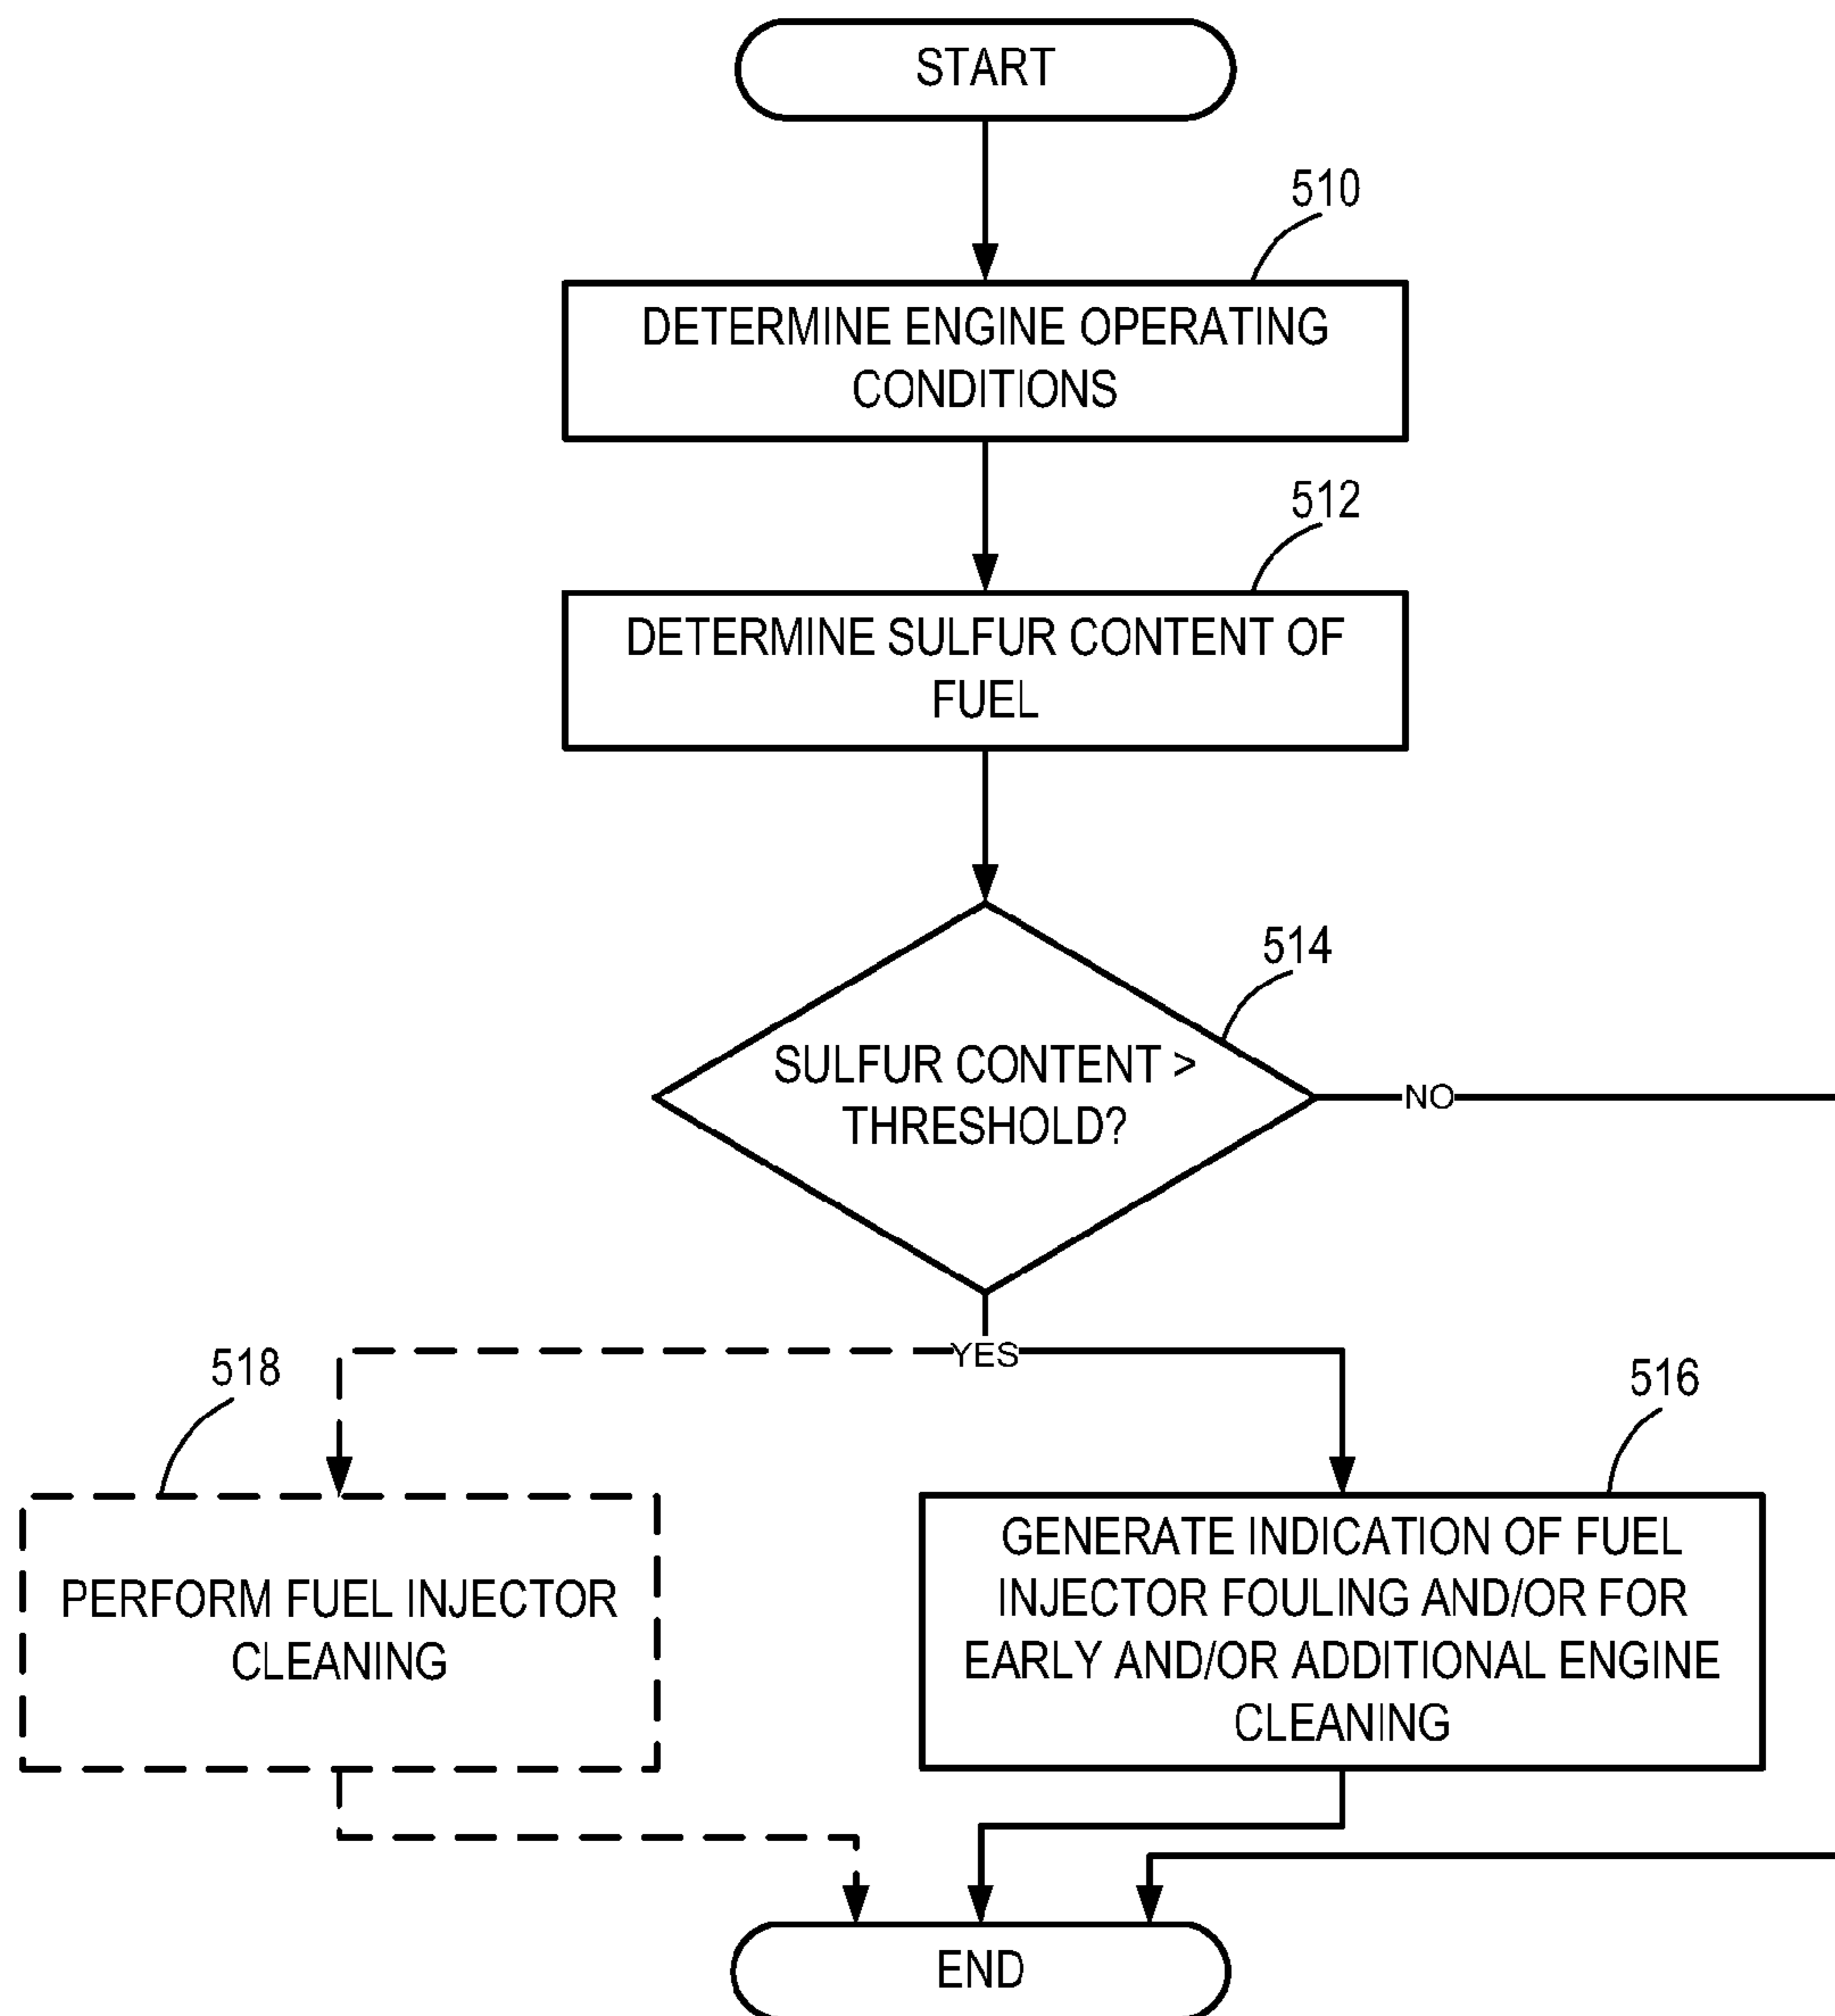 START
510
DETERMINE ENGINE OPERATING
CONDITIONS
512
DETERMINE SULFUR CONTENT OF
FUEL
514
SULFUR CONTENT >
THRESHOLD?
NO
YES
518
PERFORM FUEL INJECTOR
CLEANING
516
GENERATE INDICATION OF FUEL
INJECTOR FOULING AND/OR FOR
EARLY AND/OR ADDITIONAL ENGINE
CLEANING
END